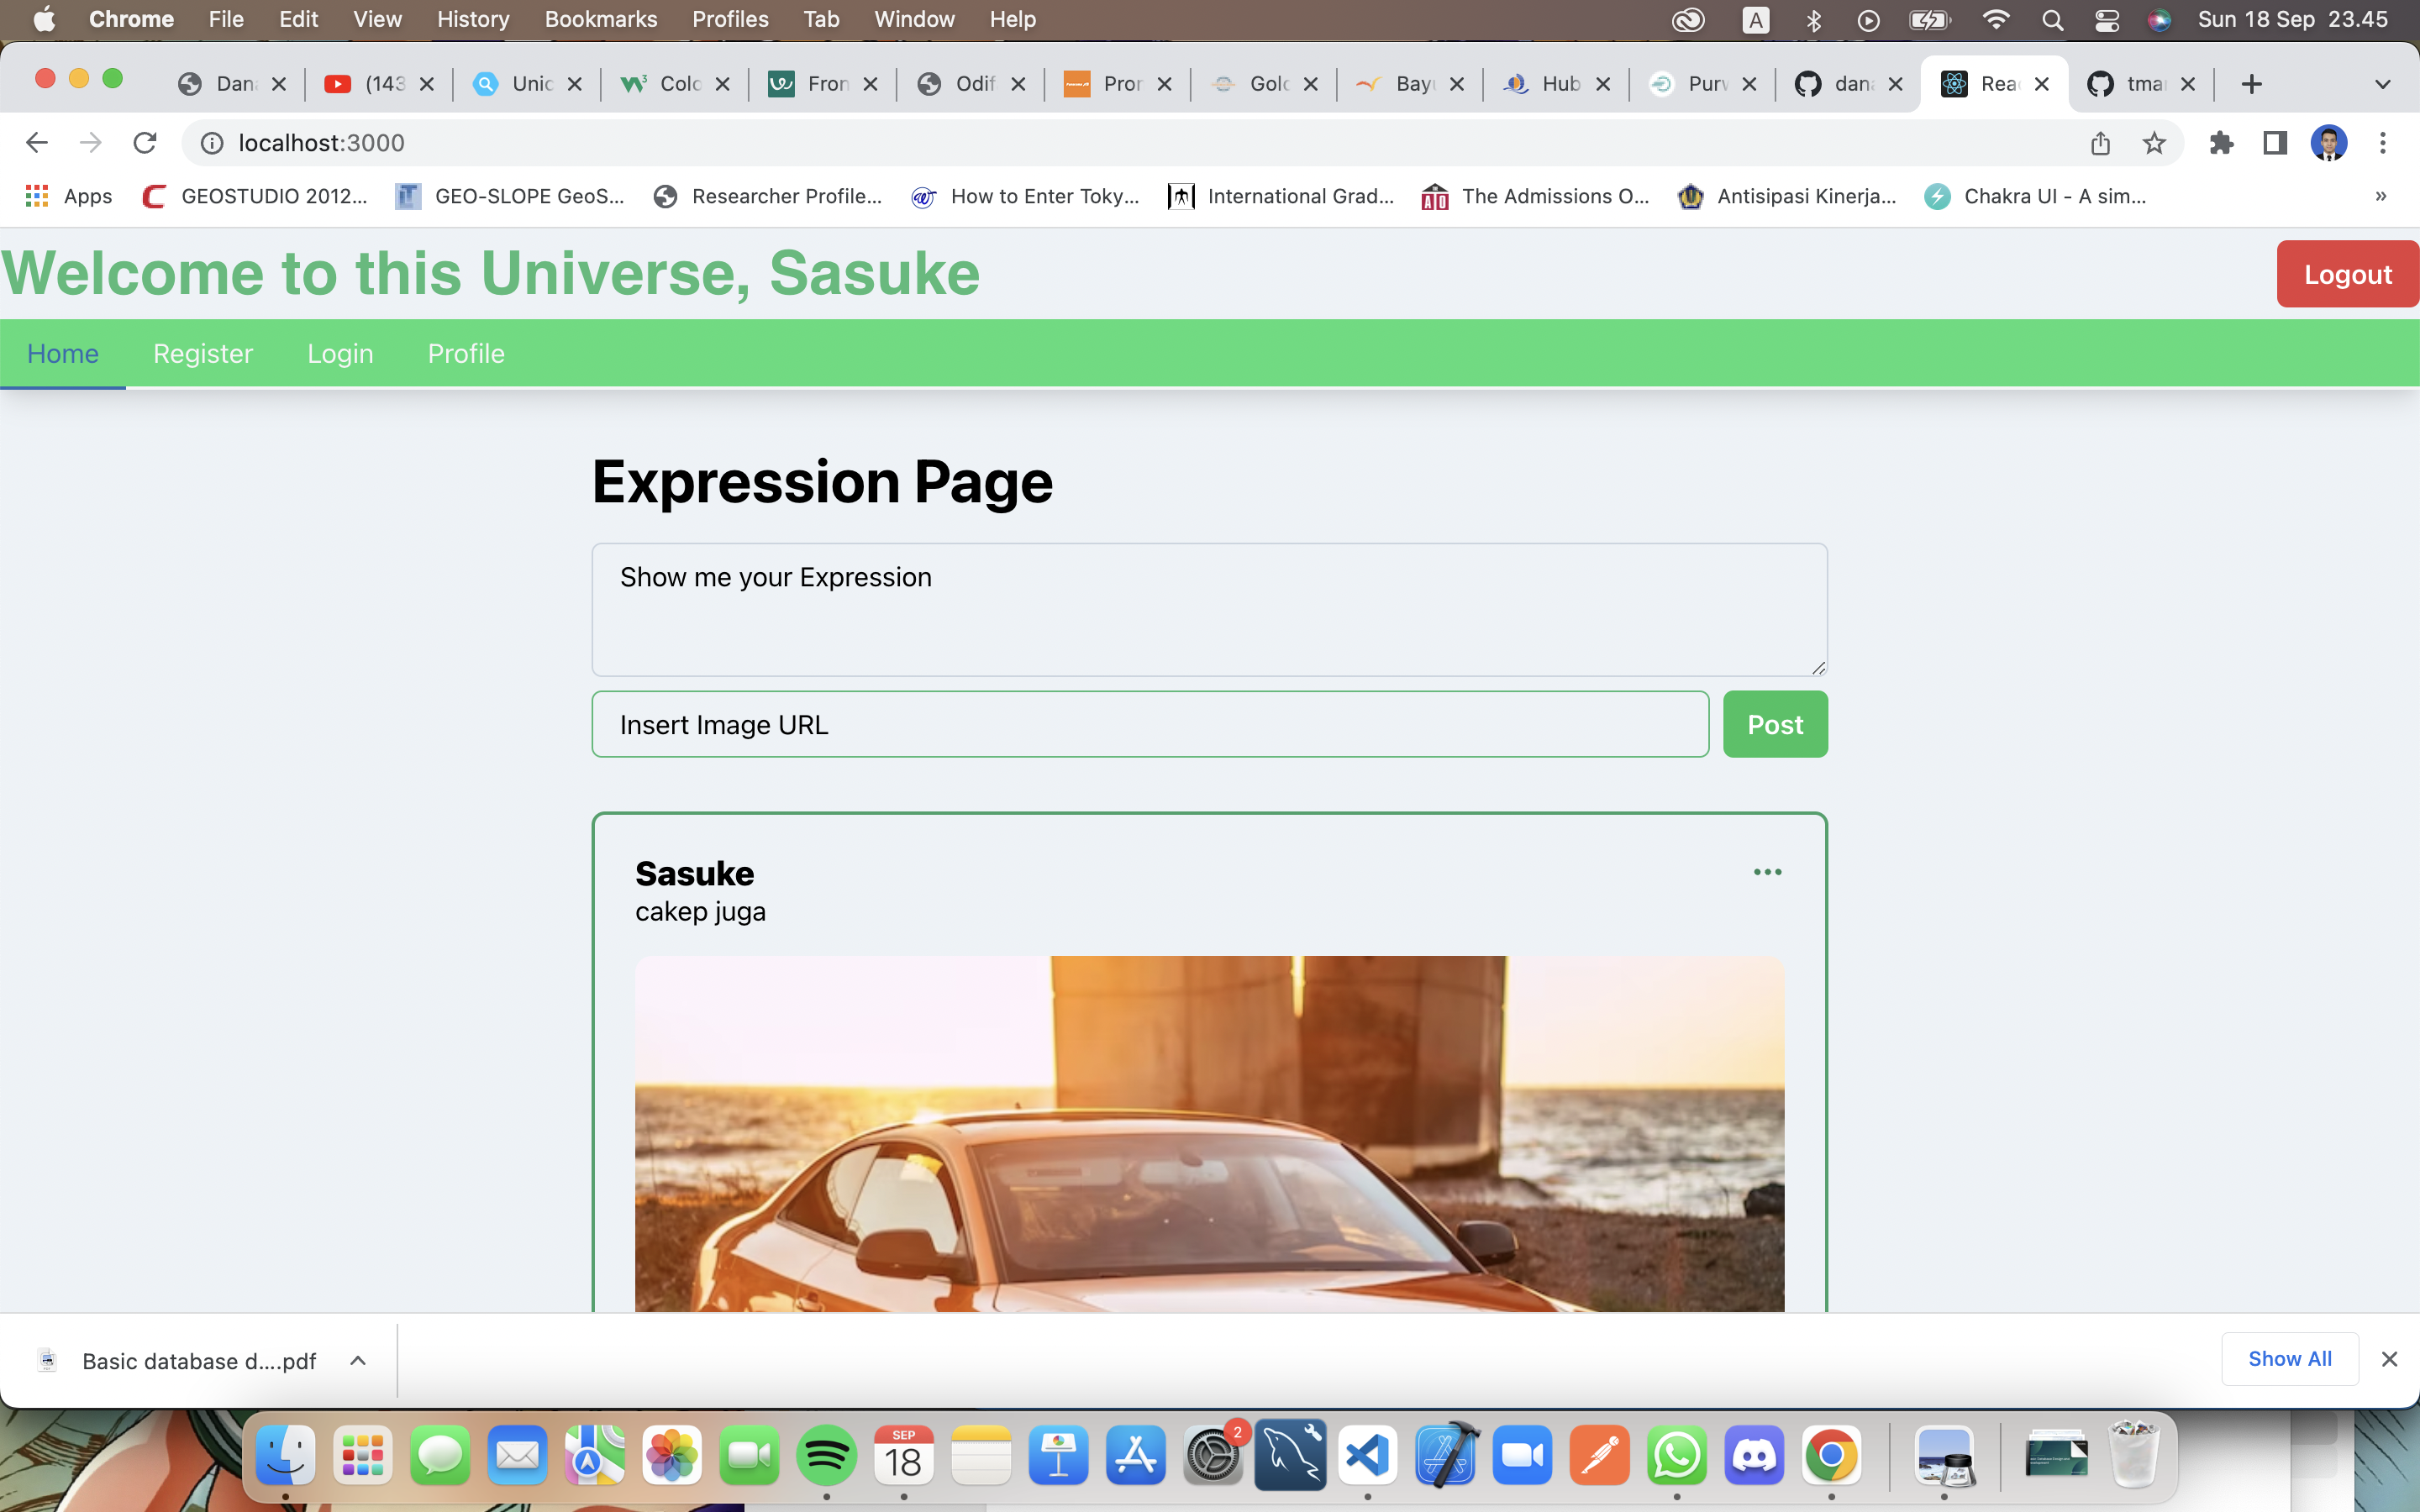 Chrome File Edit View History Bookmarks Profiles Tab Window Help A Sun 18 Sep 23.45
Dan (143 Unic Colo Fron Odif Pror Golc Bayu Hub Purv dana Rea tmar
localhost:3000
Apps GEOSTUDIO 2012... GEO-SLOPE GeoS... Researcher Profile... How to Enter Toky... International Grad... The Admissions O... Antisipasi Kinerja... Chakra UI - A sim... »
Welcome to this Universe, Sasuke
Logout
Home Register Login Profile
Expression Page
Show me your Expression
Insert Image URL
Post
Sasuke
cakep juga
Basic database d....pdf
Show All
SEP
18
2